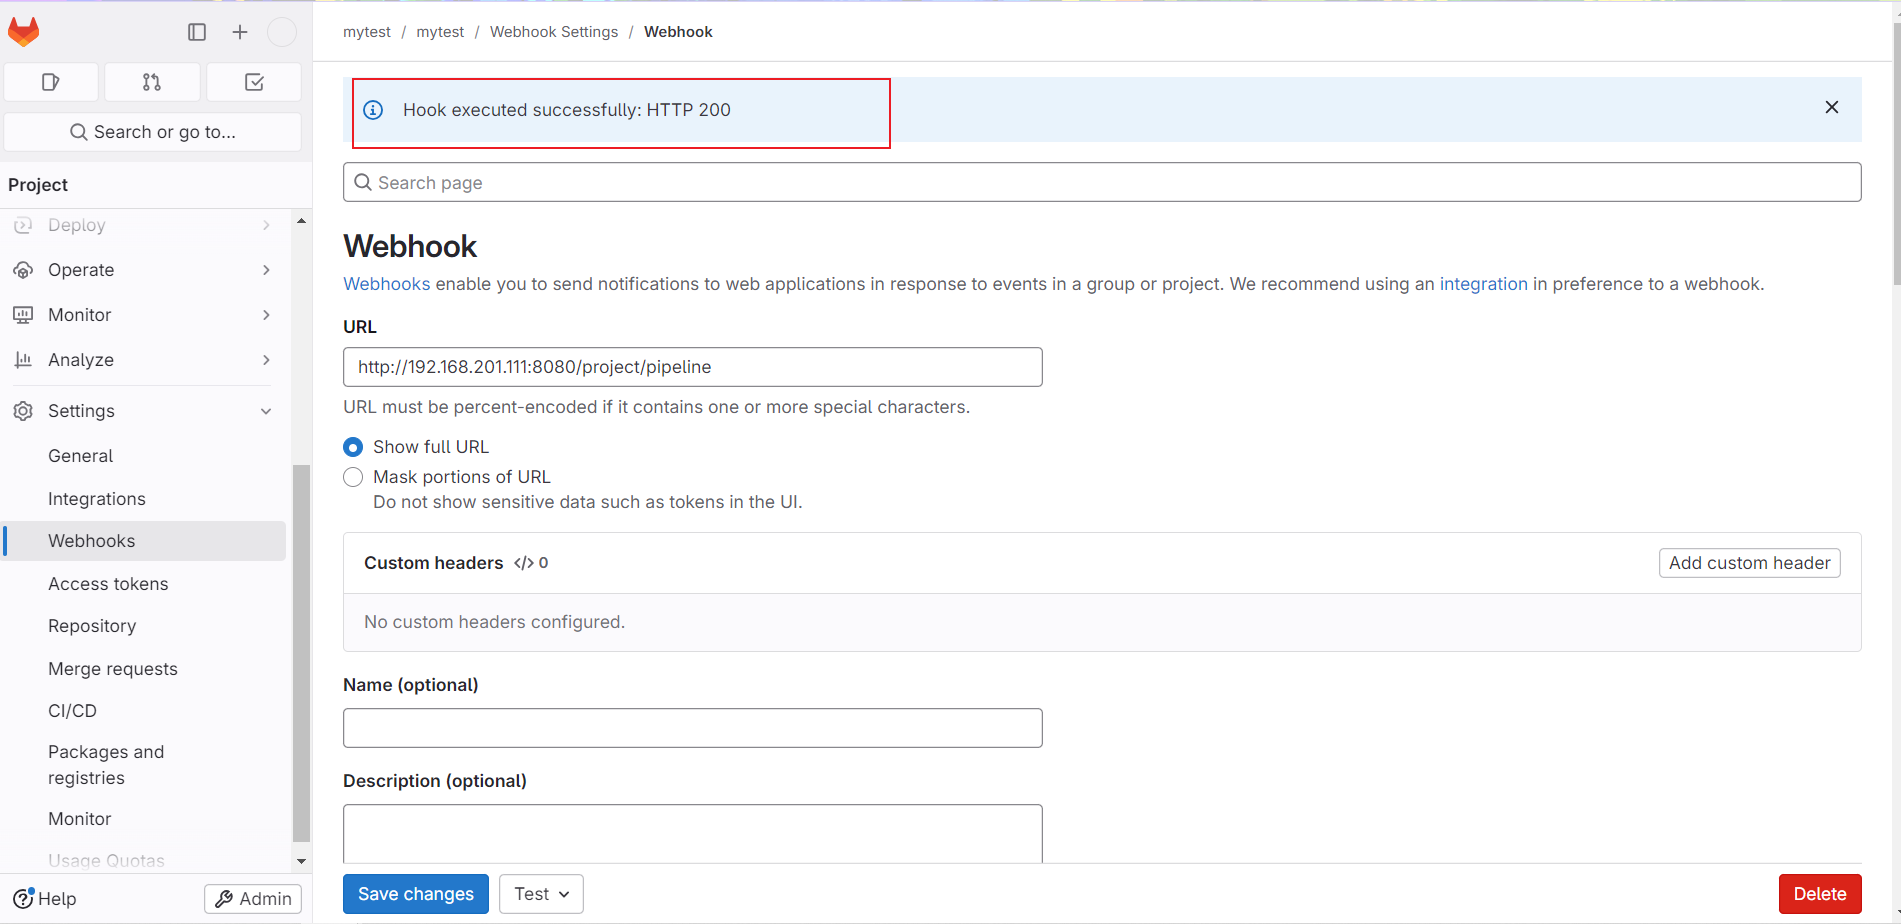 mytest / mytest / Webhook Settings / Webhook
Search or go to...
Project
Deploy
Operate
Monitor
Analyze
Settings
General
Integrations
Webhooks
Access tokens
Repository
Merge requests
CI/CD
Packages and
registries
Monitor
Usage Quotas
Help
Admin
Hook executed successfully: HTTP 200
Search page
Webhook
Webhooks enable you to send notifications to web applications in response to events in a group or project. We recommend using an integration in preference to a webhook.
URL
http://192.168.201.111:8080/project/pipeline
URL must be percent-encoded if it contains one or more special characters.
Show full URL
Mask portions of URL
Do not show sensitive data such as tokens in the UI.
Custom headers </> 0
Add custom header
No custom headers configured.
Name (optional)
Description (optional)
Save changes
Test
Delete